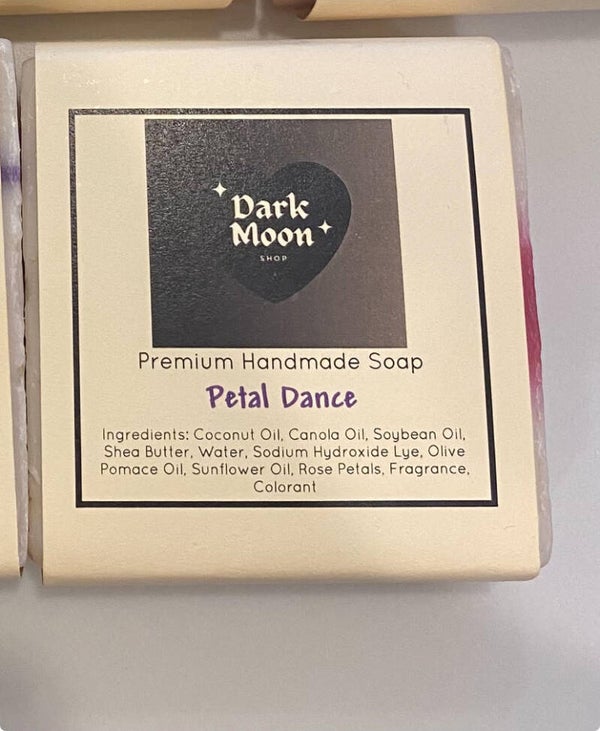 Dark
Moon
SHOP
Premium Handmade Soap
Petal Dance
Ingredients: Coconut Oil, Canola Oil, Soybean Oil,
Shea Butter, Water, Sodium Hydroxide Lye, Olive
Pomace Oil, Sunflower Oil, Rose Petals, Fragrance,
Colorant